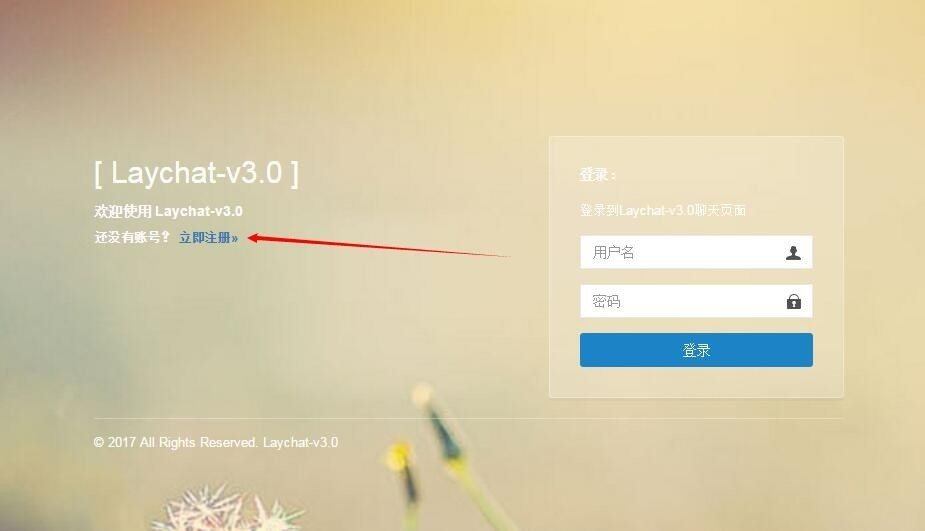 [ Laychat-v3.0 ]
欢迎使用 Laychat-v3.0
还没有账号？ 立即注册»
登录：
登录到Laychat-v3.0聊天页面
用户名
密码
登录
© 2017 All Rights Reserved. Laychat-v3.0